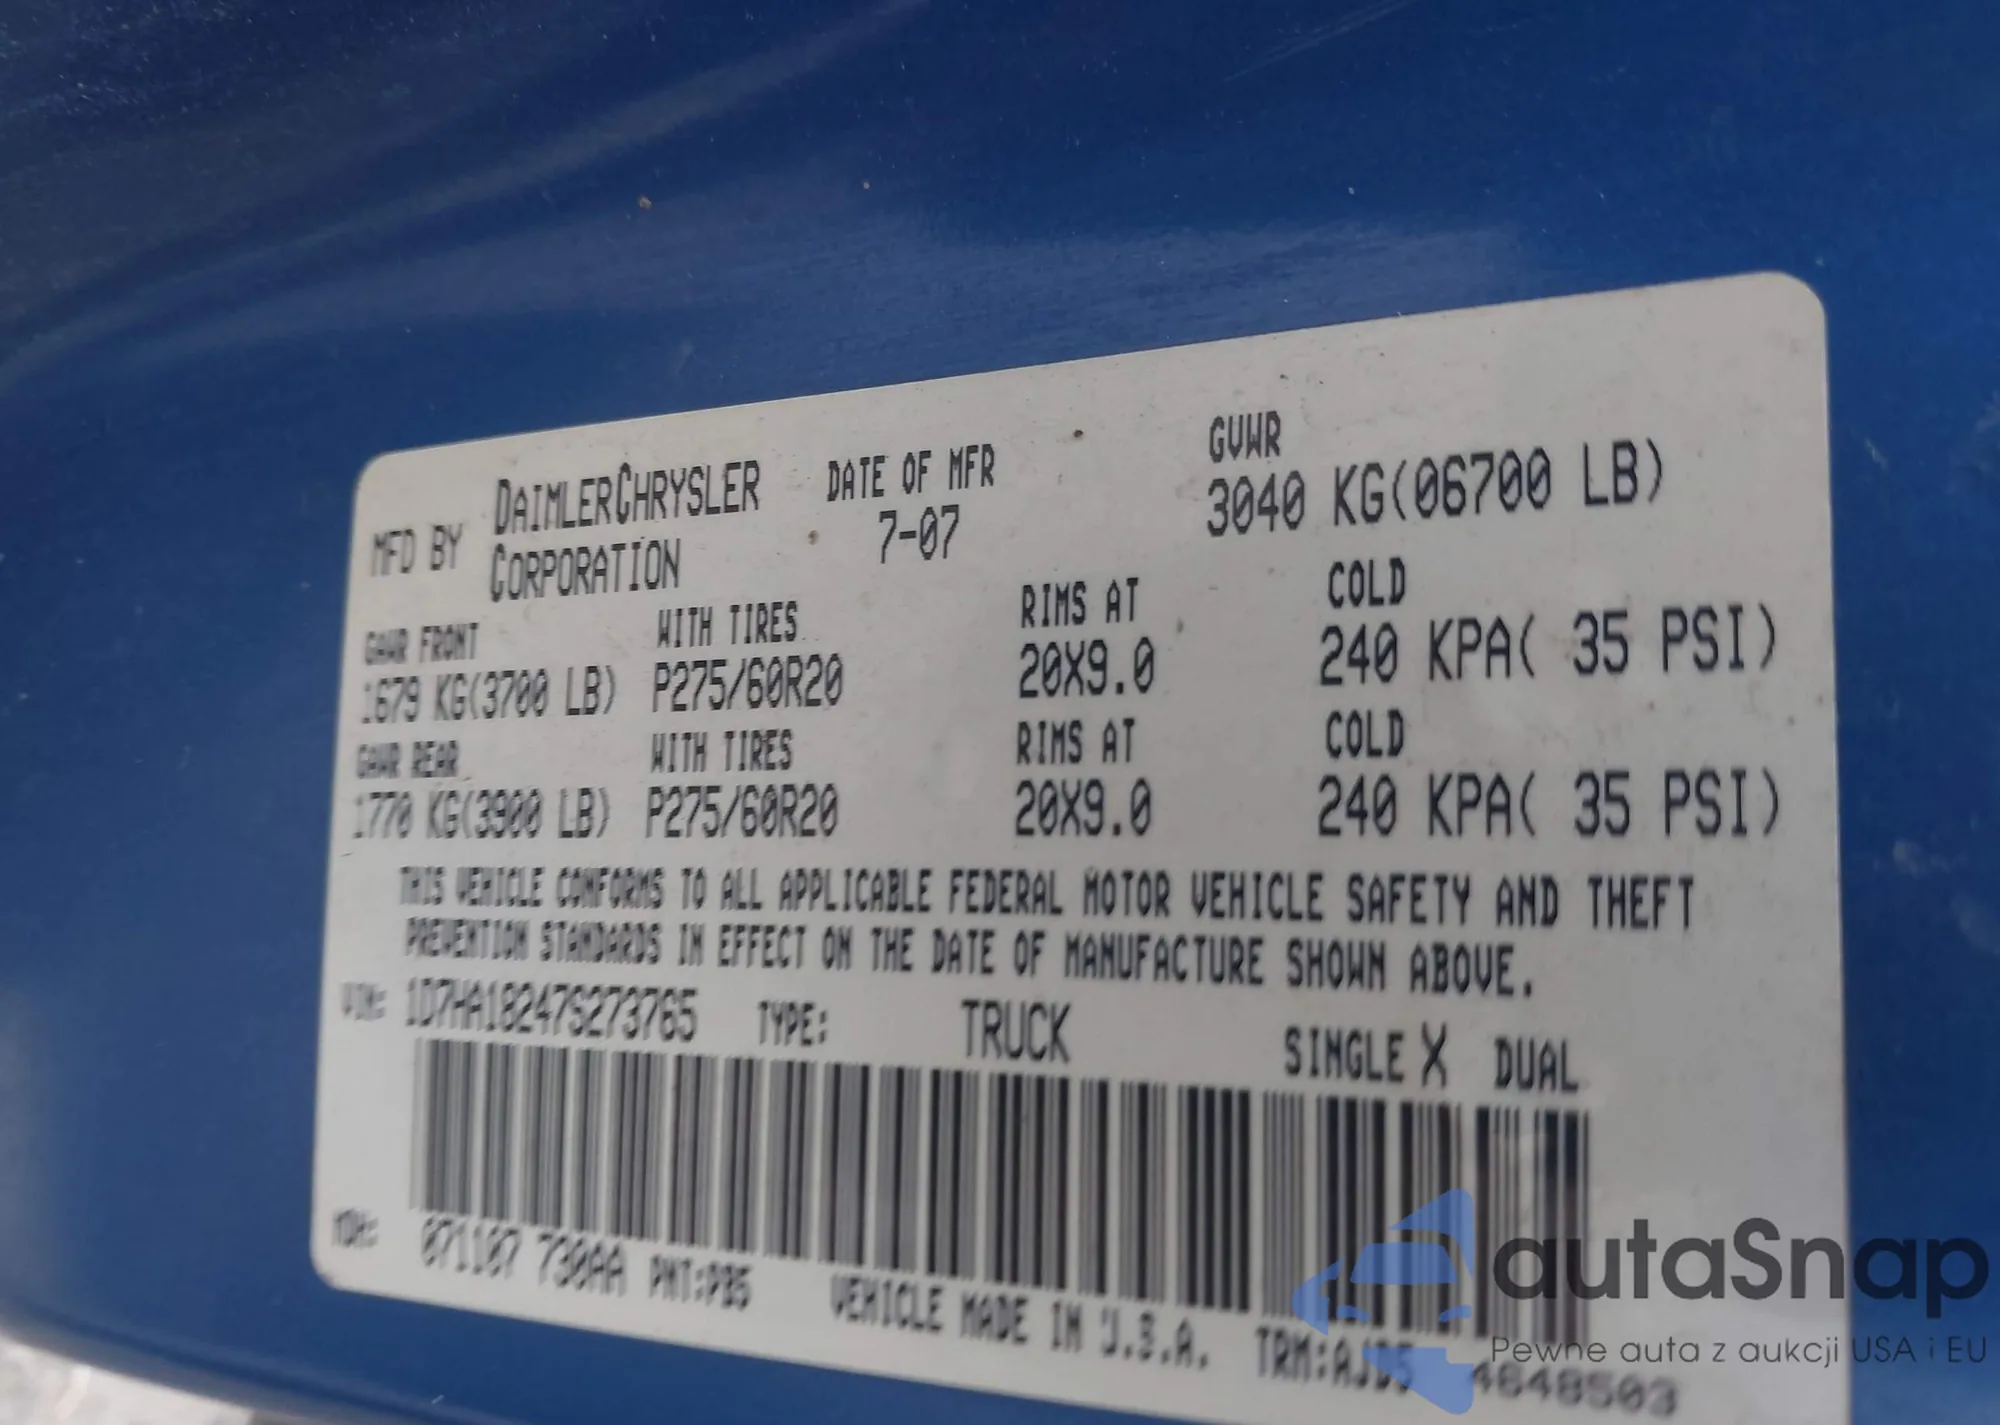 MFD BY DAIMLERCHRYSLER CORPORATION DATE OF MFR 7-07 GVWR 3040 KG(06700 LB)
GAWR FRONT WITH TIRES RIMS AT COLD
1679 KG(3700 LB) P275/60R20 20X9.0 240 KPA( 35 PSI)
GAWR REAR WITH TIRES RIMS AT COLD
1770 KG(3900 LB) P275/60R20 20X9.0 240 KPA( 35 PSI)
THIS VEHICLE CONFORMS TO ALL APPLICABLE FEDERAL MOTOR VEHICLE SAFETY AND THEFT
PREVENTION STANDARDS IN EFFECT ON THE DATE OF MANUFACTURE SHOWN ABOVE.
VIN: 1D7HA18247S273765 TYPE: TRUCK SINGLE X DUAL
MDH: 071107 730AA PNT:PB5 VEHICLE MADE IN U.S.A. TRM:AJD5 4648503
autaSnap
Pewne auta z aukcji USA i EU